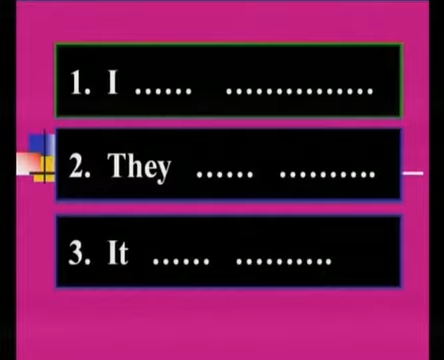 1. I ...... ...............
2. They ...... ..........
3. It ...... ..........